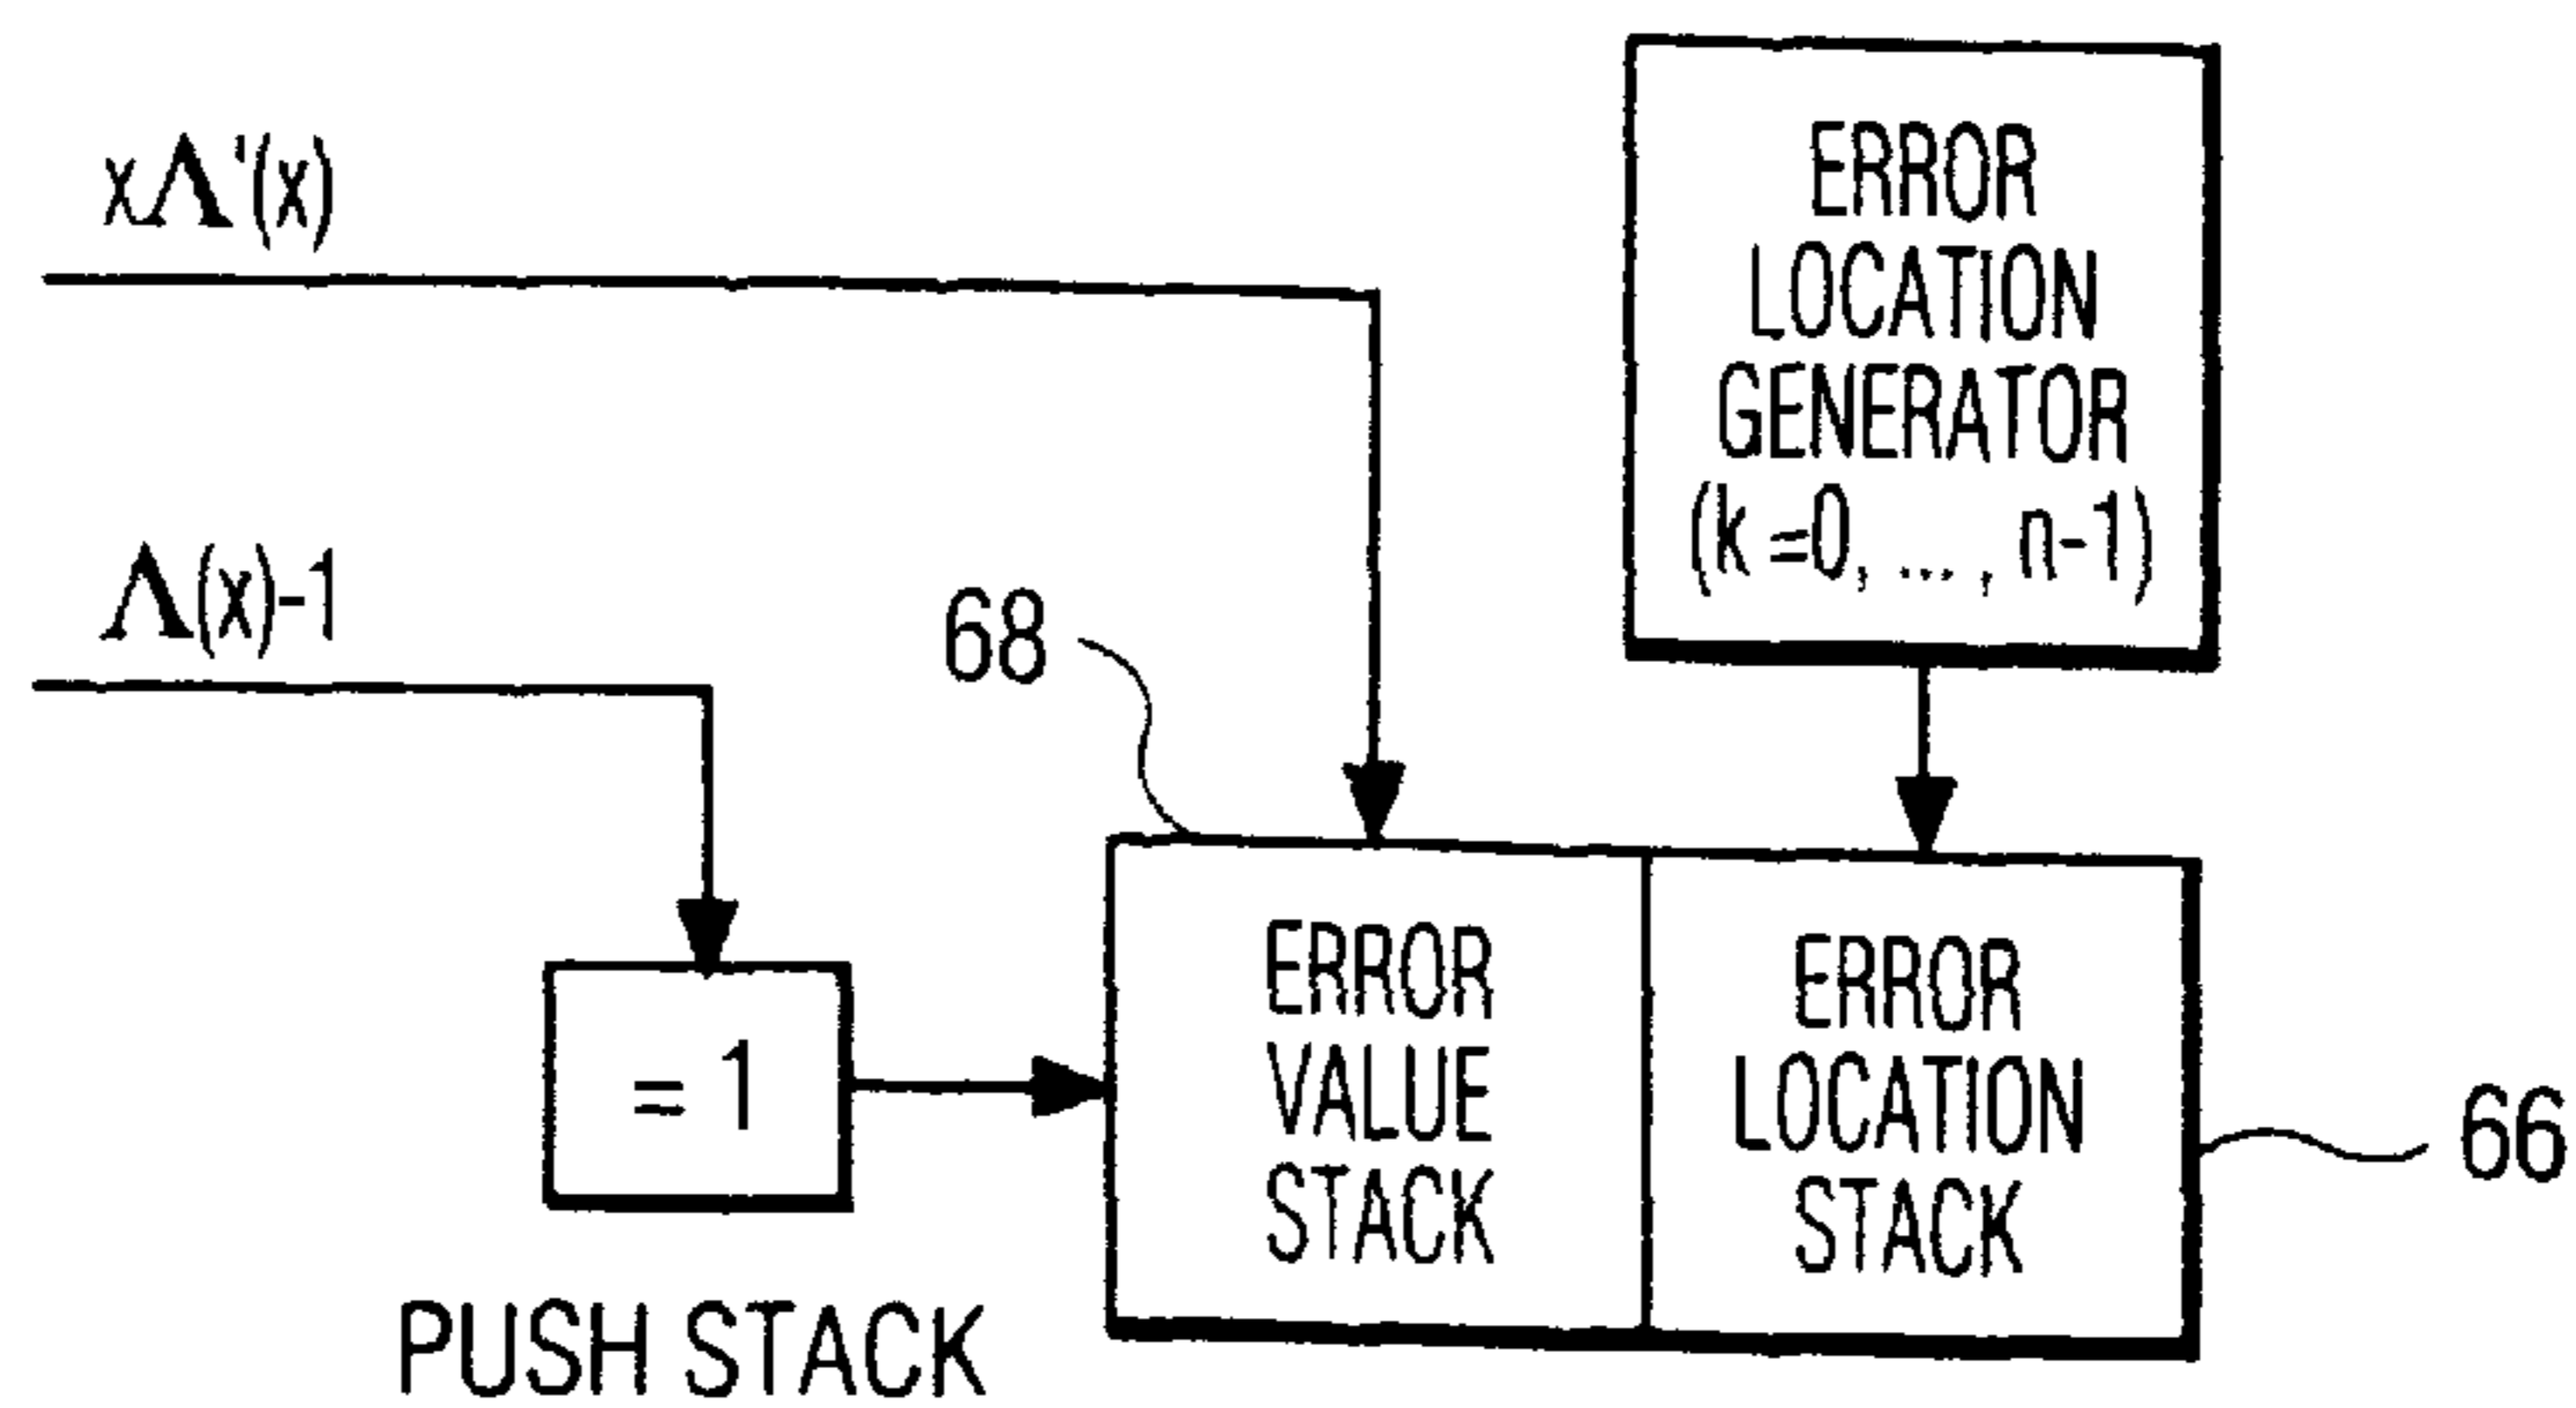 xΛ'(x)
ERROR
LOCATION
GENERATOR
(k =0, ... , n-1)
Λ(x)-1
68
= 1
ERROR
VALUE
STACK
ERROR
LOCATION
STACK
66
PUSH STACK